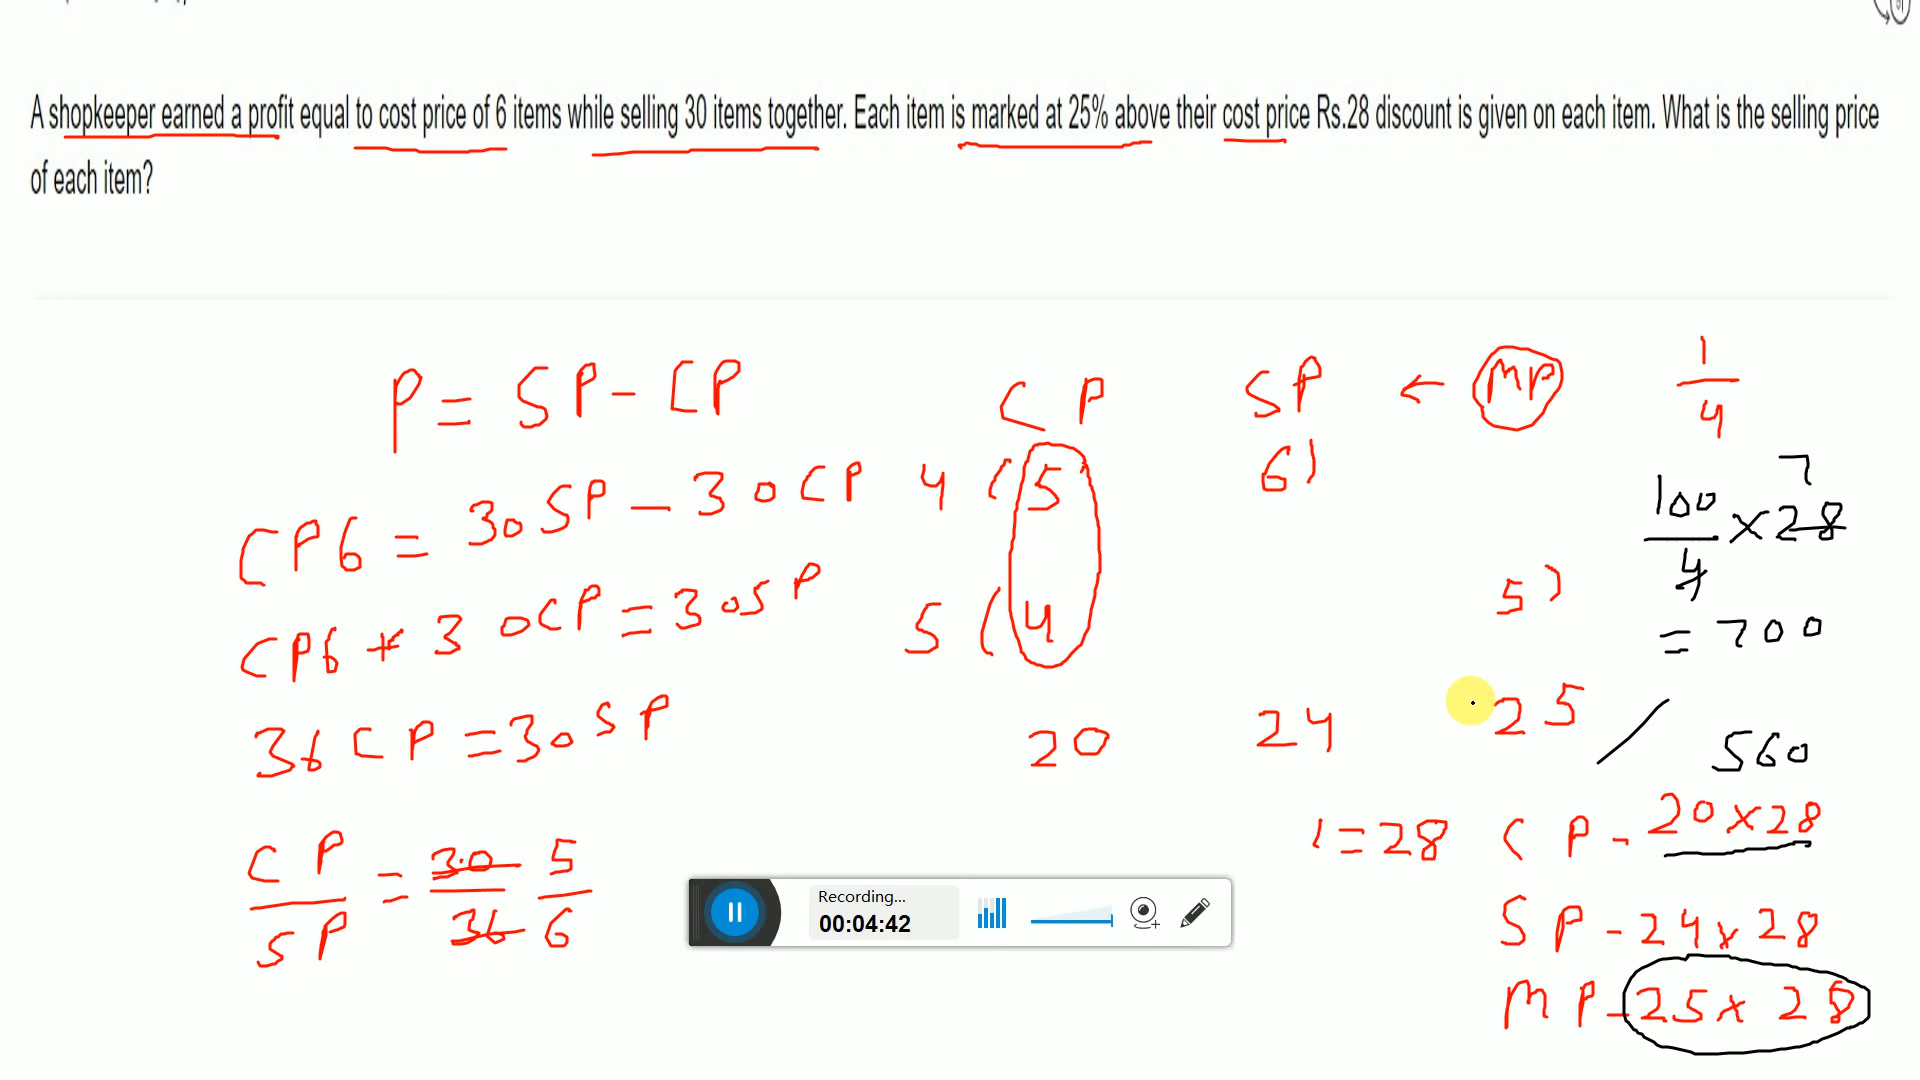 A shopkeeper earned a profit equal to cost price of 6 items while selling 30 items together. Each item is marked at 25% above their cost price Rs.28 discount is given on each item. What is the selling price
of each item?
P = SP - CP
CP6 = 30SP - 30CP
CP6 + 30CP = 30SP
36CP = 30SP
CP/SP = 30/36 5/6
CP SP ← MP 1/4
4 ( 5 6 )
5 ( 4 5 )
20 24 25
100/4 × 28 7
= 700
560
1 = 28
CP - 20 × 28
SP - 24 × 28
MP - 25 × 28
Recording...
00:04:42